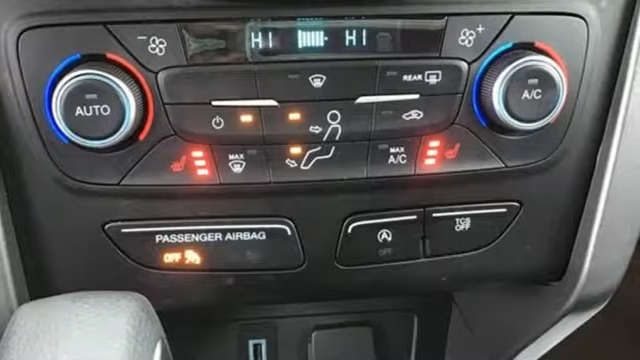 HI HI
REAR
AUTO
A/C
MAX
MAX
A/C
PASSENGER AIRBAG
OFF
OFF
TCS
OFF